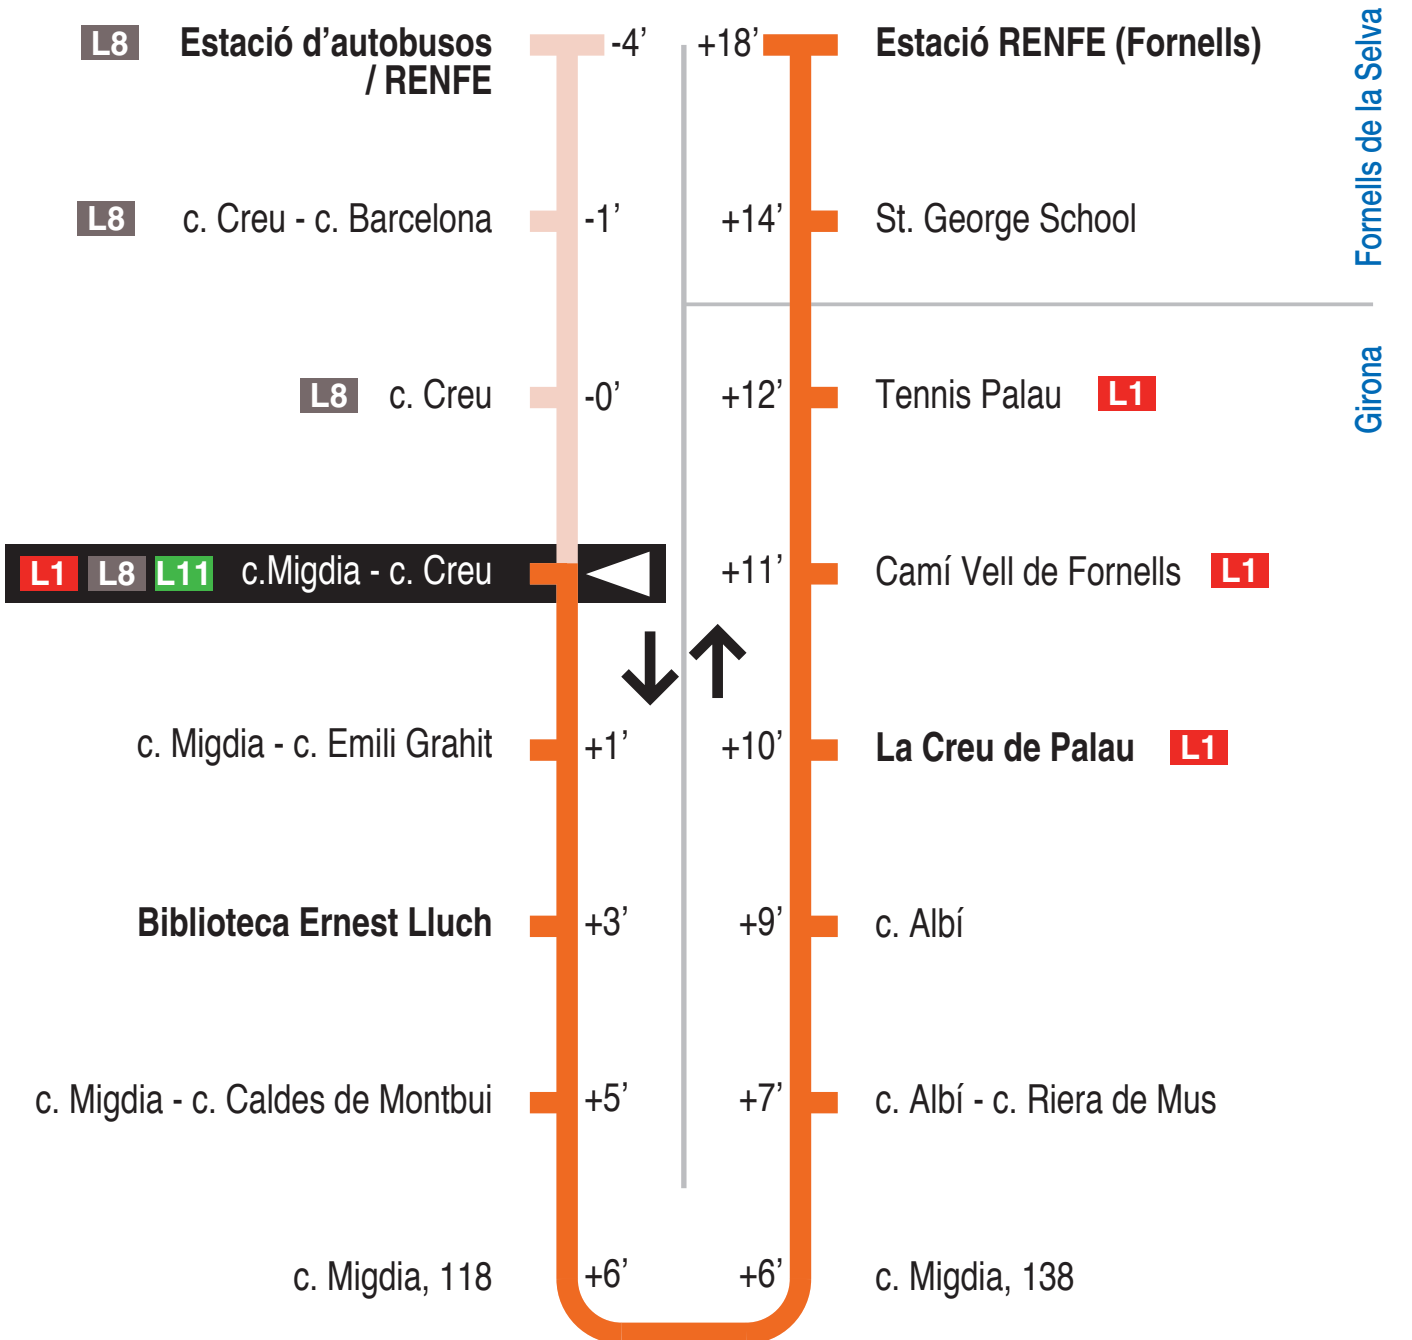 L8 Estació d’autobusos
/ RENFE
-4’
L8 c. Creu - c. Barcelona -1’
L8 c. Creu -0’
L1 L8 L11 c.Migdia - c. Creu
c. Migdia - c. Emili Grahit +1’
Biblioteca Ernest Lluch +3’
c. Migdia - c. Caldes de Montbui +5’
c. Migdia, 118 +6’
+18’ Estació RENFE (Fornells)
+14’ St. George School
+12’ Tennis Palau L1
+11’ Camí Vell de Fornells L1
+10’ La Creu de Palau L1
+9’ c. Albí
+7’ c. Albí - c. Riera de Mus
+6’ c. Migdia, 138
Fornells de la Selva
Girona